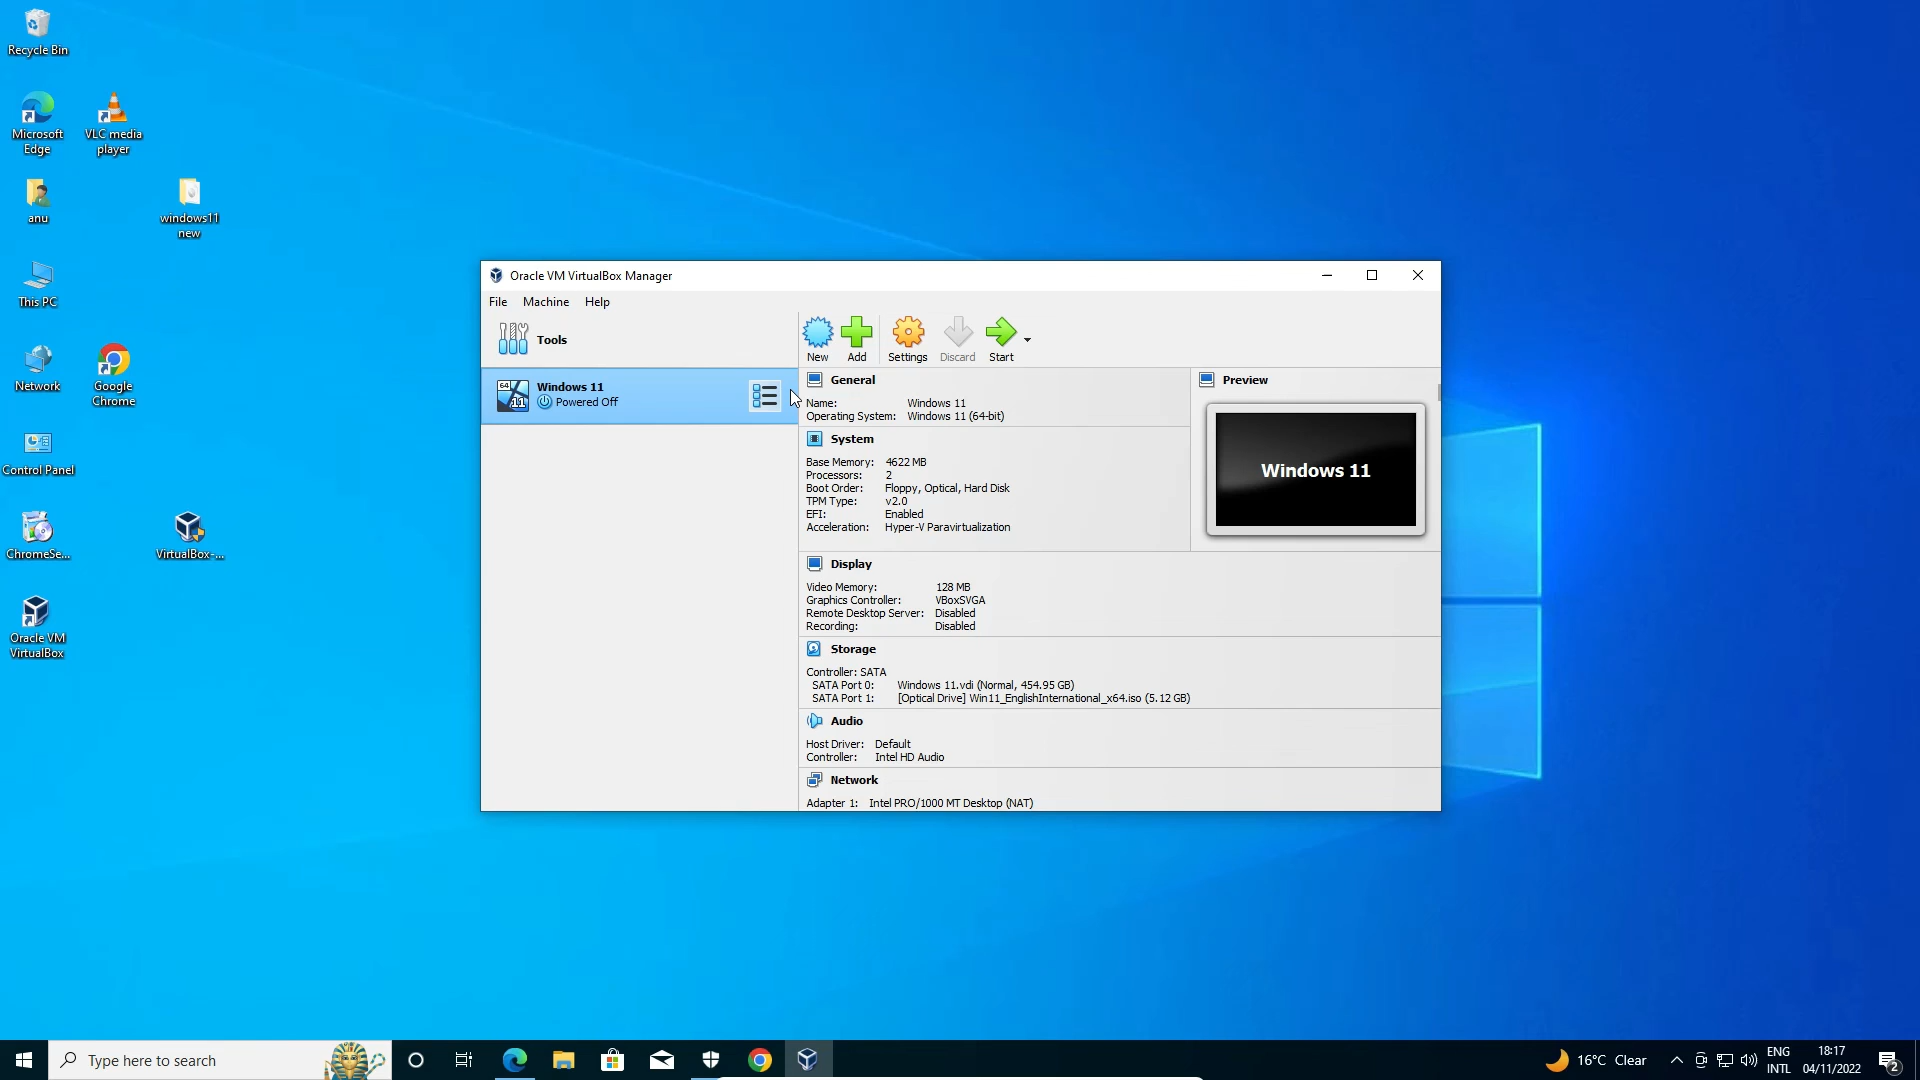 Recycle Bin
Microsoft
Edge
VLC media
player
anu
windows11
new
This PC
Network
Google
Chrome
Control Panel
ChromeSe...
VirtualBox-...
Oracle VM
VirtualBox
Oracle VM VirtualBox Manager
File Machine Help
Tools
New Add Settings Discard Start
64
11
Windows 11
Powered Off
General
Name: Windows 11
Operating System: Windows 11 (64-bit)
System
Base Memory: 4622 MB
Processors: 2
Boot Order: Floppy, Optical, Hard Disk
TPM Type: v2.0
EFI: Enabled
Acceleration: Hyper-V Paravirtualization
Preview
Windows 11
Display
Video Memory: 128 MB
Graphics Controller: VBoxSVGA
Remote Desktop Server: Disabled
Recording: Disabled
Storage
Controller: SATA
SATA Port 0: Windows 11.vdi (Normal, 454.95 GB)
SATA Port 1: [Optical Drive] Win11_EnglishInternational_x64.iso (5.12 GB)
Audio
Host Driver: Default
Controller: Intel HD Audio
Network
Adapter 1: Intel PRO/1000 MT Desktop (NAT)
Type here to search
16°C Clear
ENG
INTL
18:17
04/11/2022
2